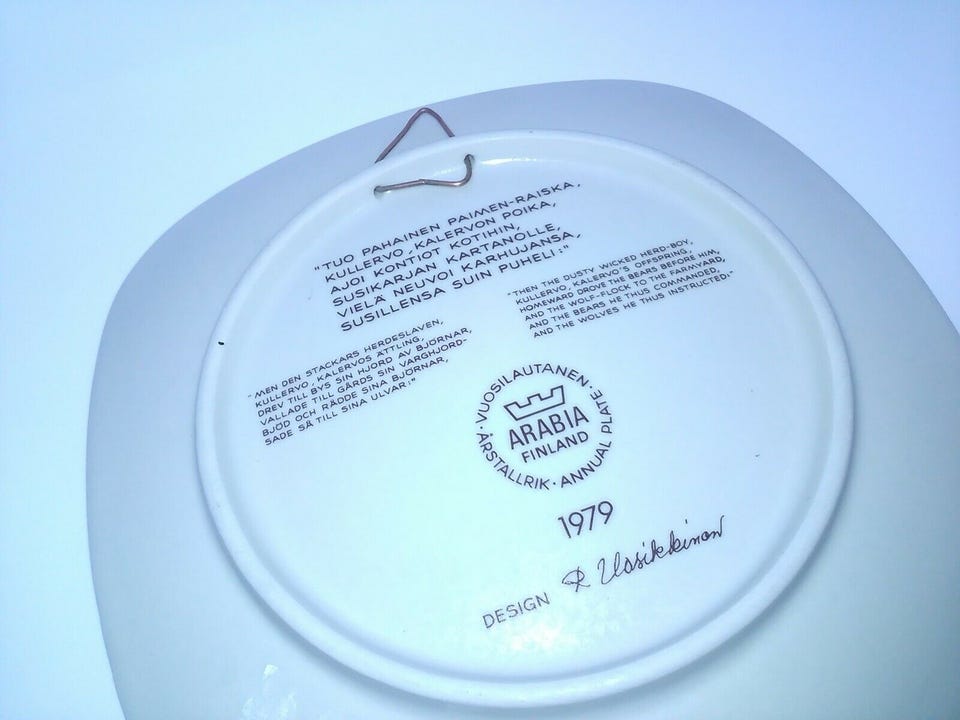 "TUO PAHAINEN PAIMEN-RAISKA,
KULLERVO, KALERVON POIKA,
AJOI KONTIOT KOTIHIN,
SUSIKARJAN KARTANOLLE,
VIELÄ NEUVOI KARHUJANSA,
SUSILLENSA SUIN PUHELI:"
"THEN THE DUSTY WICKED HERD-BOY,
KULLERVO, KALERVO'S OFFSPRING,
HOMEWARD DROVE THE BEARS BEFORE HIM,
AND THE WOLF-FLOCK TO THE FARMYARD,
AND THE BEARS HE THUS COMMANDED,
AND THE WOLVES HE THUS INSTRUCTED."
"MEN DEN STACKARS HERDESLAVEN,
KULLERVO, KALERVOS ÄTTLING,
DREV TILL BYS SIN HJORD AV BJÖRNAR,
VALLADE TILL GÅRDS SIN VARGHJORD-
BJÖD OCH RÅDDE SINA BJÖRNAR,
SADE SÅ TILL SINA ULVAR:"
VUOSILAUTANEN · ANNUAL PLATE · ÅRSTALLRIK ·
ARABIA
FINLAND
1979
DESIGN R Uosikkinen